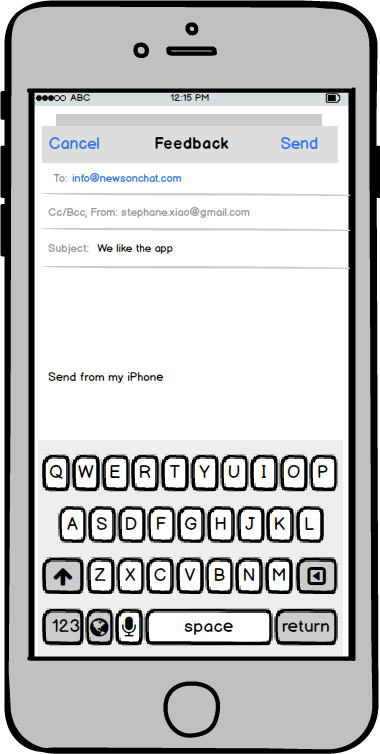 ABC 12:15 PM
Cancel Feedback Send
To: info@newsonchat.com
Cc/Bcc, From: stephane.xiao@gmail.com
Subject: We like the app
Send from my iPhone
Q W E R T Y U I O P
A S D F G H J K L
Z X C V B N M
123 space return